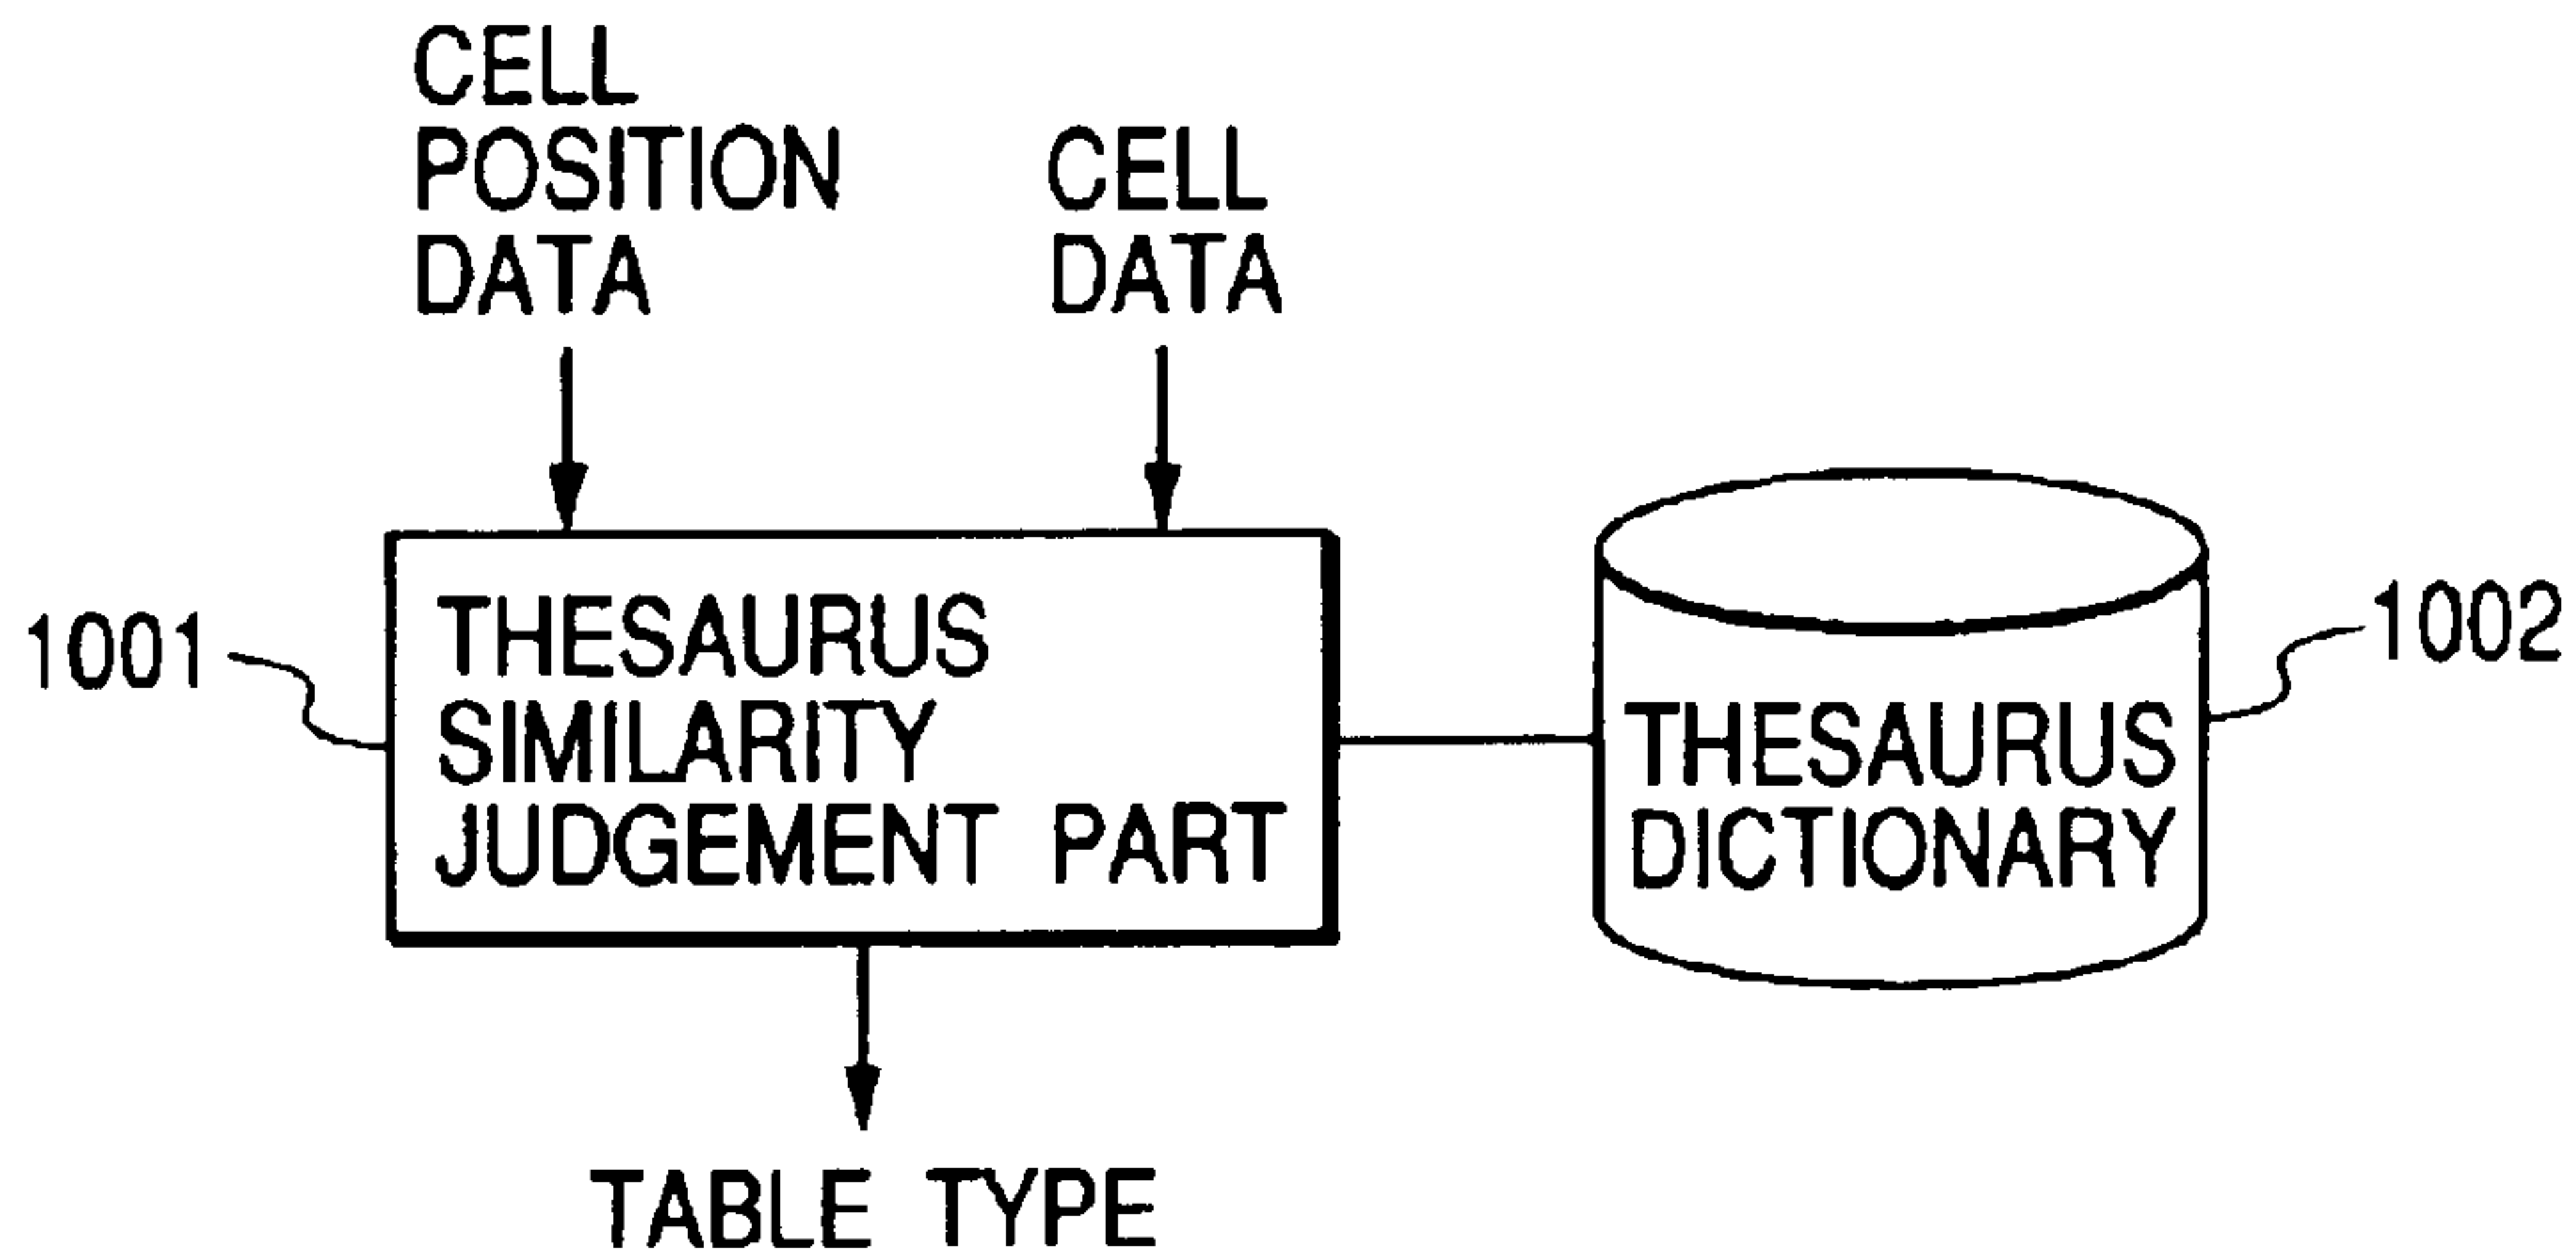 CELL
POSITION
DATA
CELL
DATA
1001
THESAURUS
SIMILARITY
JUDGEMENT PART
THESAURUS
DICTIONARY
1002
TABLE TYPE